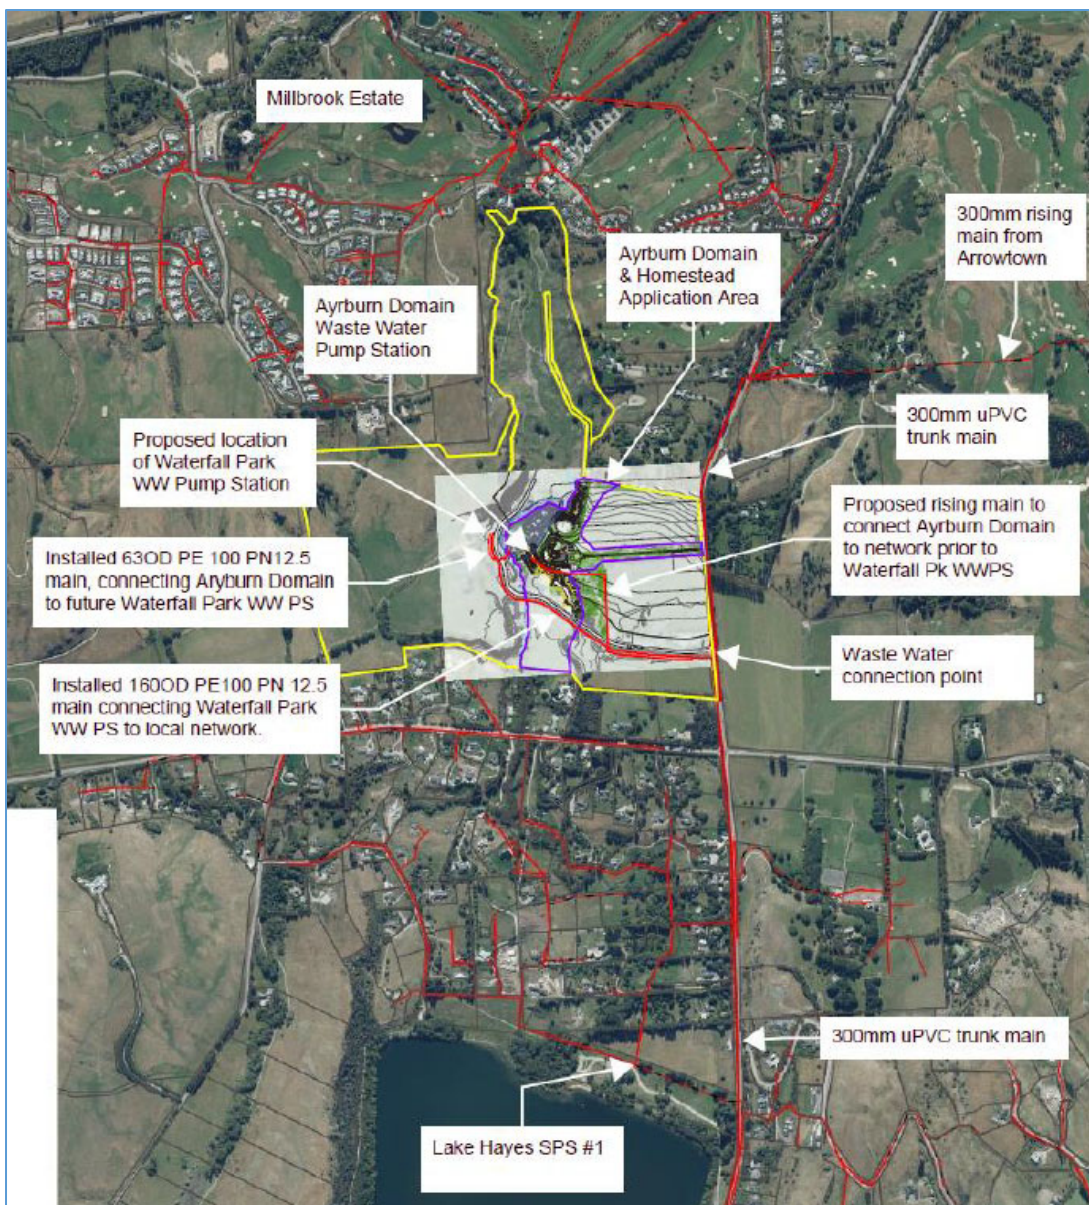 Millbrook Estate
300mm rising
main from
Arrowtown
Ayrburn Domain
& Homestead
Application Area
Ayrburn Domain
Waste Water
Pump Station
300mm uPVC
trunk main
Proposed location
of Waterfall Park
WW Pump Station
Proposed rising main to
connect Ayrburn Domain
to network prior to
Waterfall Pk WWPS
Installed 63OD PE 100 PN12.5
main, connecting Aryburn Domain
to future Waterfall Park WW PS
Waste Water
connection point
Installed 160OD PE100 PN 12.5
main connecting Waterfall Park
WW PS to local network.
300mm uPVC trunk main
Lake Hayes SPS #1